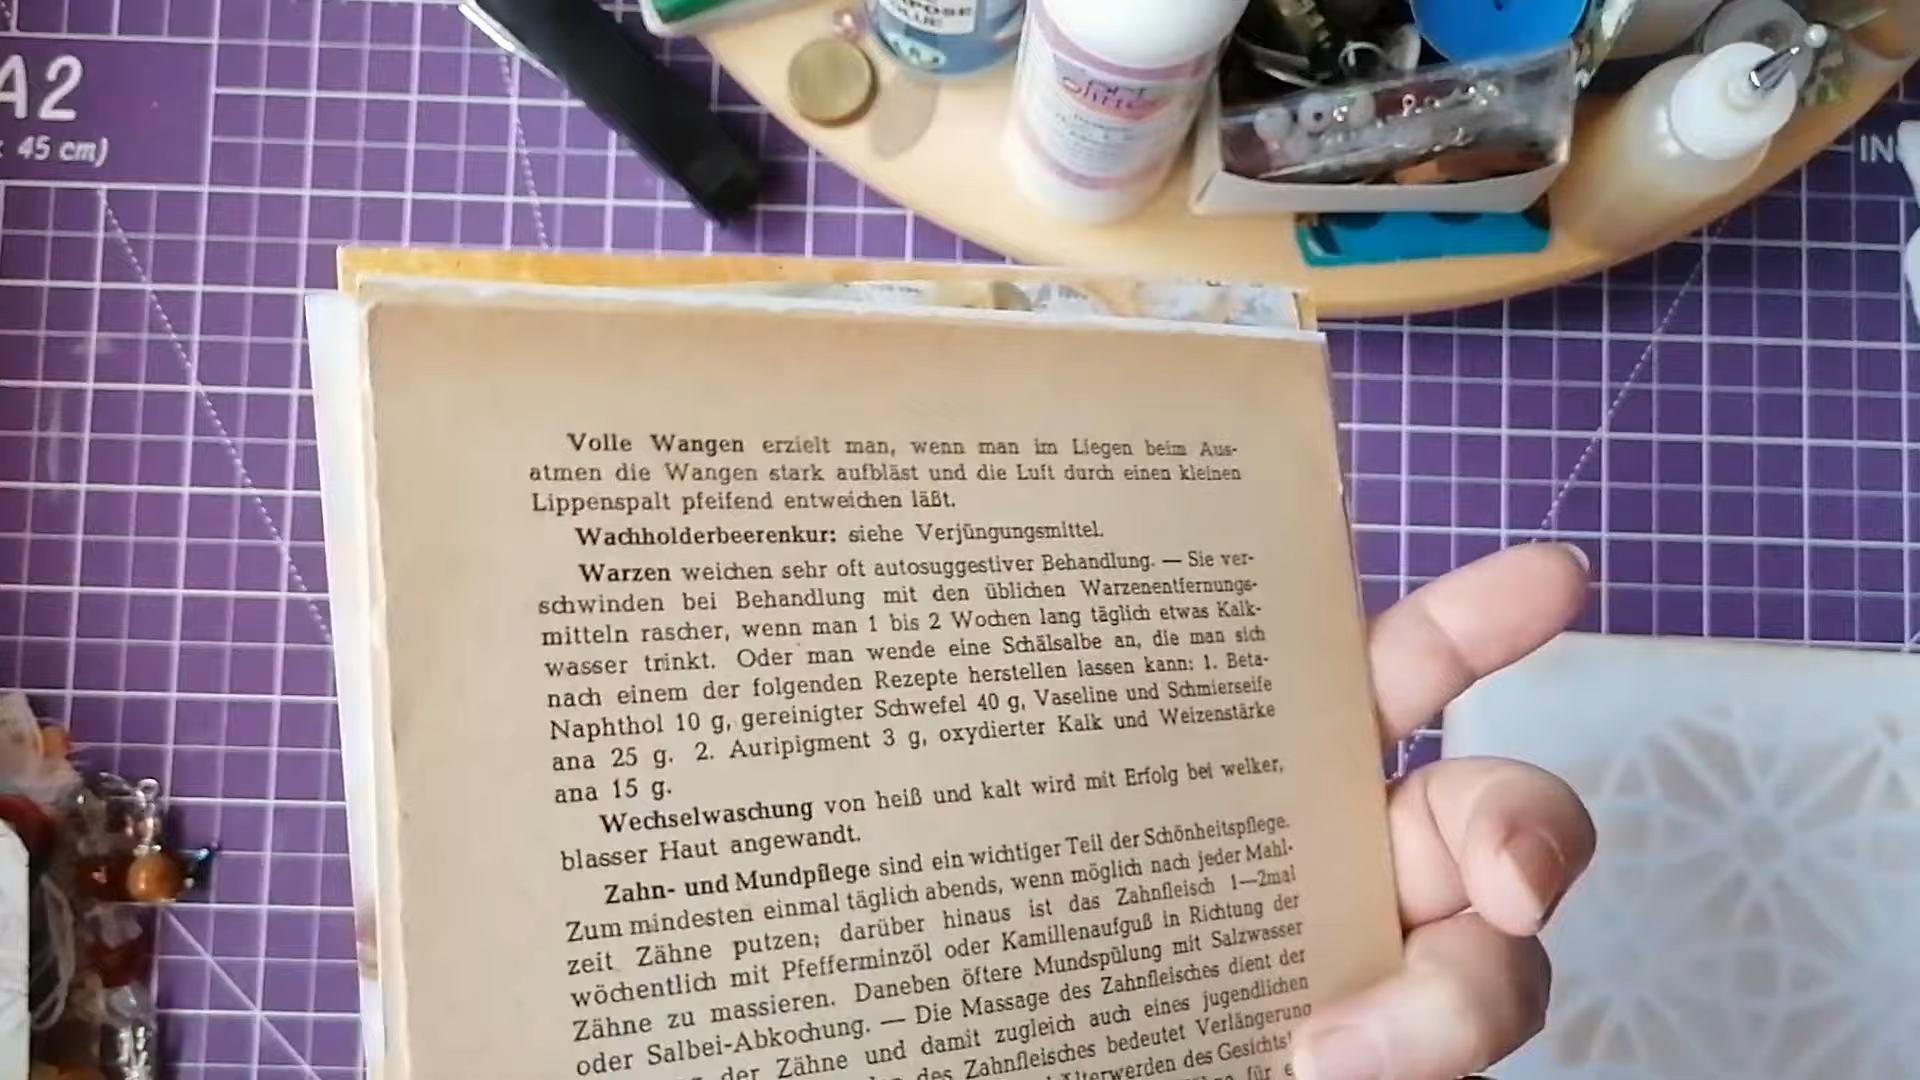 A2
45 cm)
Volle Wangen erzielt man, wenn man im Liegen beim Aus-
atmen die Wangen stark aufbläst und die Luft durch einen kleinen
Lippenspalt pfeifend entweichen läßt.
Wachholderbeerenkur: siehe Verjüngungsmittel.
Warzen weichen sehr oft autosuggestiver Behandlung. — Sie ver-
schwinden bei Behandlung mit den üblichen Warzenentfernungs-
mitteln rascher, wenn man 1 bis 2 Wochen lang täglich etwas Kalk-
wasser trinkt. Oder man wende eine Schälsalbe an, die man sich
nach einem der folgenden Rezepte herstellen lassen kann: 1. Beta-
Naphthol 10 g, gereinigter Schwefel 40 g, Vaseline und Schmierseife
ana 25 g. 2. Auripigment 3 g, oxydierter Kalk und Weizenstärke
ana 15 g.
Wechselwaschung von heiß und kalt wird mit Erfolg bei welker,
blasser Haut angewandt.
Zahn- und Mundpflege sind ein wichtiger Teil der Schönheitspflege.
Zum mindesten einmal täglich abends, wenn möglich nach jeder Mahl-
zeit Zähne putzen; darüber hinaus ist das Zahnfleisch 1—2mal
wöchentlich mit Pfefferminzöl oder Kamillenaufguß in Richtung der
Zähne zu massieren. Daneben öftere Mundspülung mit Salzwasser
oder Salbei-Abkochung. — Die Massage des Zahnfleisches dient der
der Zähne und damit zugleich auch eines jugendlichen
des Zahnfleisches bedeutet Verlängerung
des
für